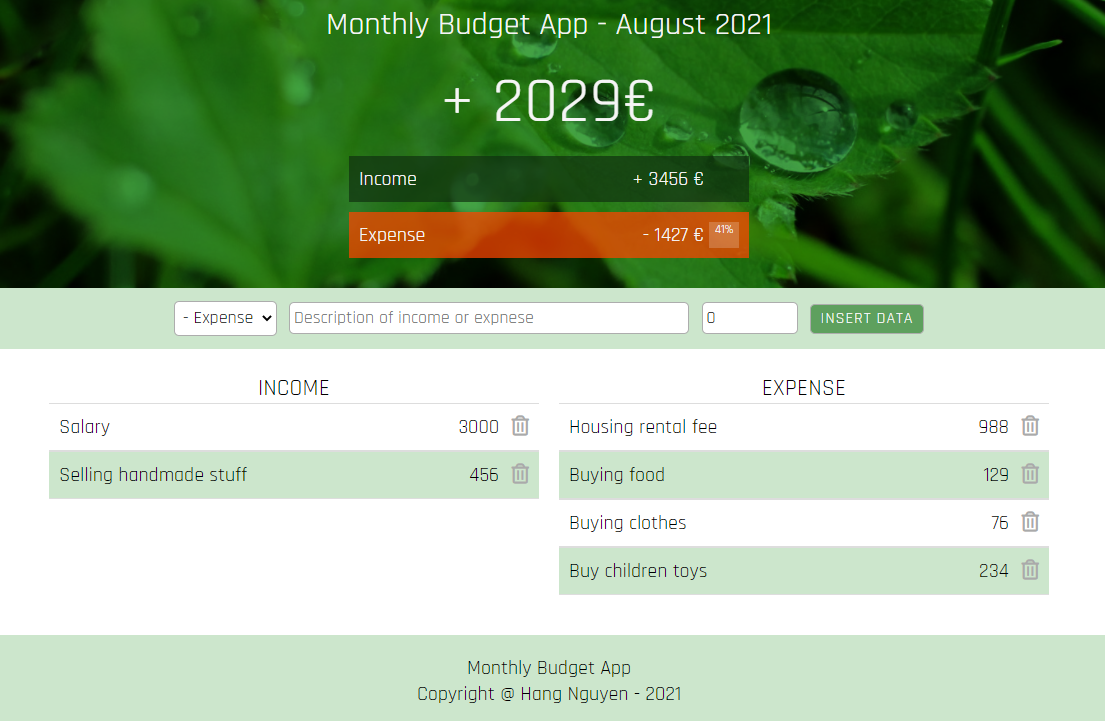 Monthly Budget App - August 2021
+ 2029€
Income + 3456 €
Expense - 1427 € 41%
- Expense Description of income or expnese 0 INSERT DATA
INCOME
Salary 3000
Selling handmade stuff 456
EXPENSE
Housing rental fee 988
Buying food 129
Buying clothes 76
Buy children toys 234
Monthly Budget App
Copyright @ Hang Nguyen - 2021